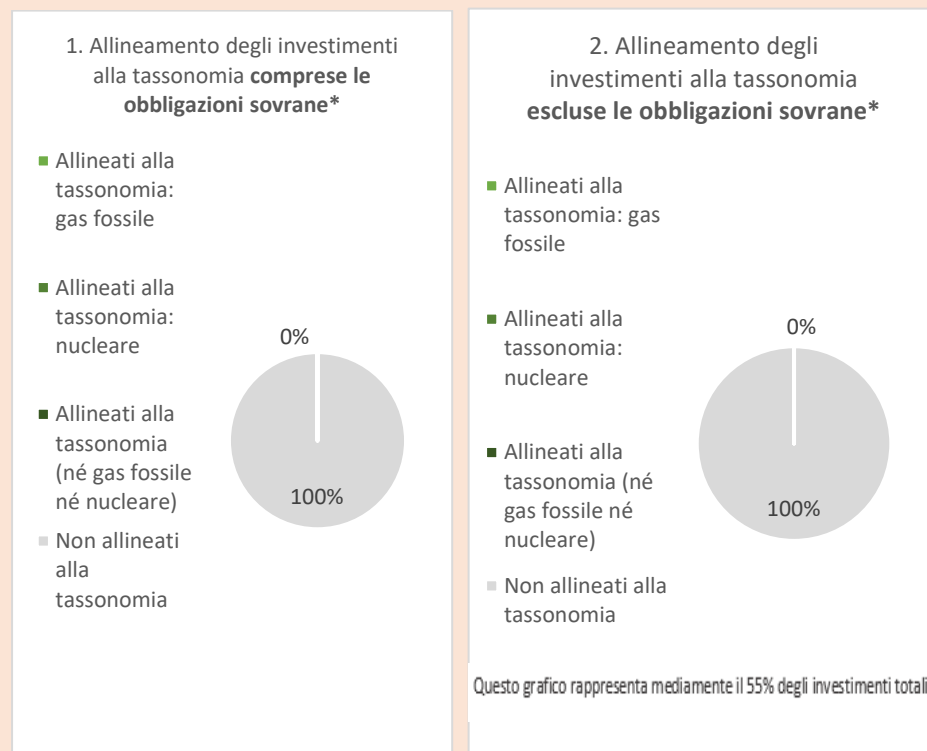 1. Allineamento degli investimenti
alla tassonomia comprese le
obbligazioni sovrane*
Allineati alla
tassonomia:
gas fossile
Allineati alla
tassonomia:
nucleare
Allineati alla
tassonomia
(né gas fossile
né nucleare)
Non allineati
alla
tassonomia
0%
100%
2. Allineamento degli
investimenti alla tassonomia
escluse le obbligazioni sovrane*
Allineati alla
tassonomia: gas
fossile
Allineati alla
tassonomia:
nucleare
Allineati alla
tassonomia (né
gas fossile né
nucleare)
Non allineati alla
tassonomia
0%
100%
Questo grafico rappresenta mediamente il 55% degli investimenti totali